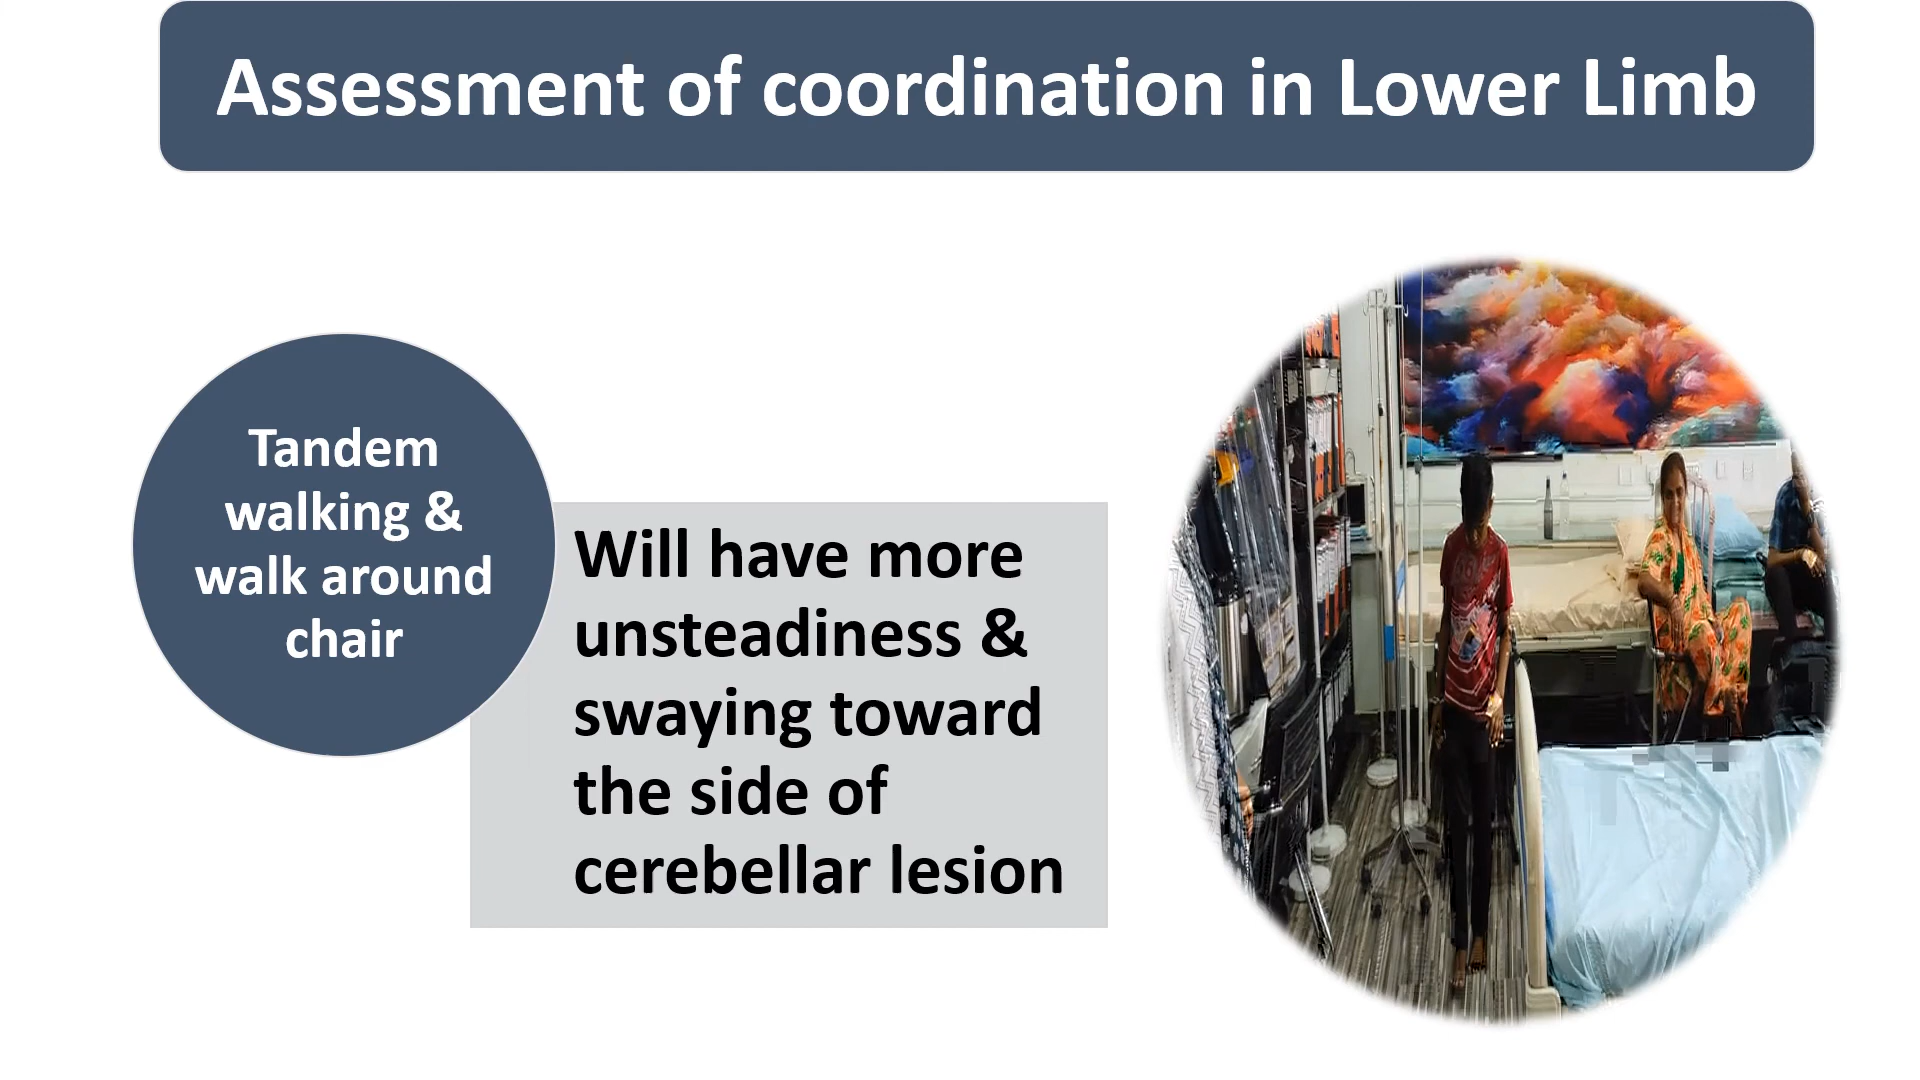 Assessment of coordination in Lower Limb
Tandem
walking &
walk around
chair
Will have more
unsteadiness &
swaying toward
the side of
cerebellar lesion